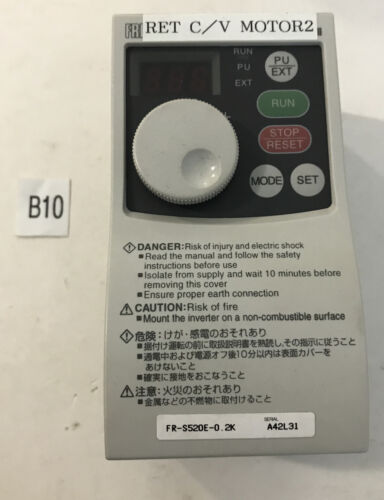 RET C/V MOTOR2
RUN
PU
EXT
PU
EXT
RUN
STOP
RESET
MODE
SET
B10
DANGER:Risk of injury and electric shock
■Read the manual and follow the safety
instructions before use
■Isolate from supply and wait 10 minutes before
removing this cover
■Ensure proper earth connection
CAUTION: Risk of fire
■Mount the inverter on a non-combustible surface
危険：けが・感電のおそれあり
■据付け運転の前に取扱説明書を熟読し、その指示に従うこと
■通電中および電源オフ後10分以内は表面カバーを
あけないこと
■確実に接地をおこなうこと
注意：火災のおそれあり
■金属などの不燃物に取付けること
SERIAL
FR-S520E-0.2K A42L31